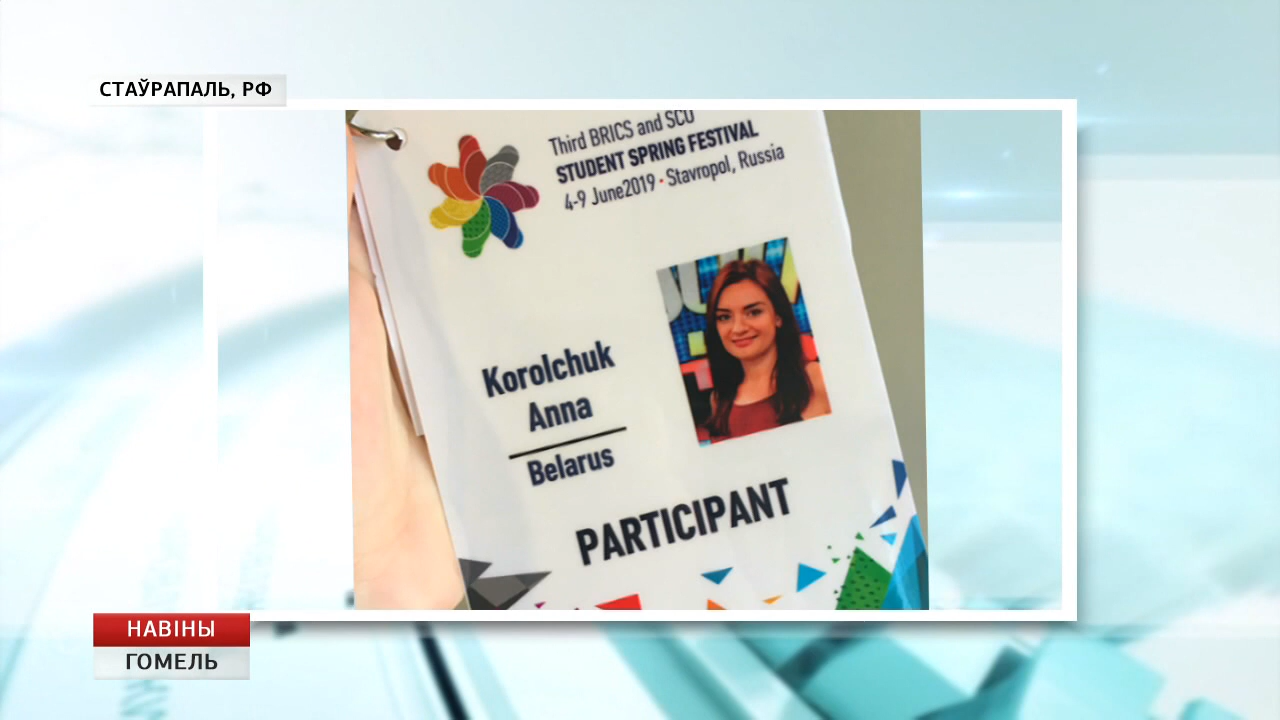 СТАЎРАПАЛЬ, РФ
Third BRICS and SCO
STUDENT SPRING FESTIVAL
4-9 June2019 · Stavropol, Russia
Korolchuk
Anna
Belarus
PARTICIPANT
НАВІНЫ
ГОМЕЛЬ